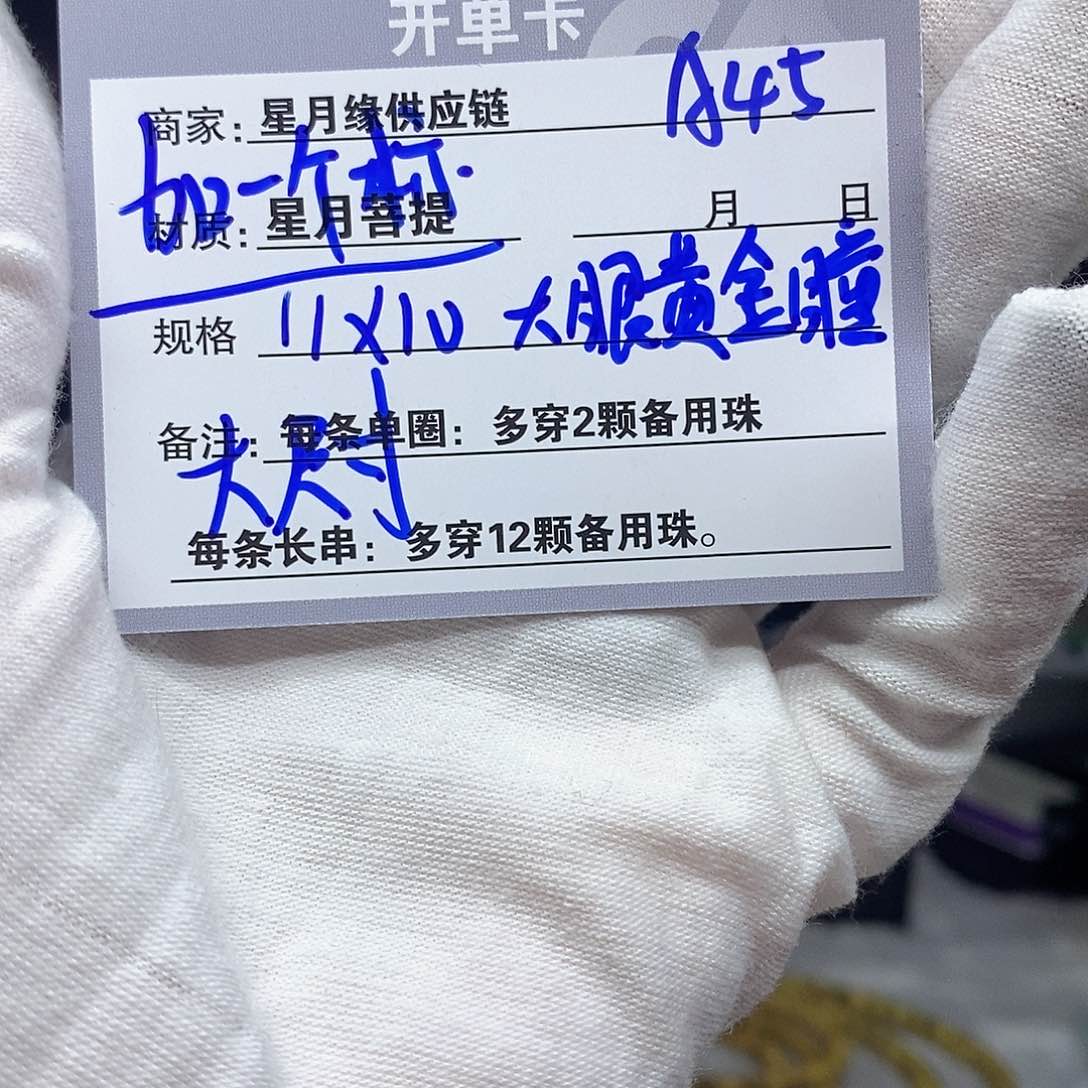 开单卡
商家：星月缘供应链 A45
加一个标.
材质：星月菩提 月 日
规格 11X10 大眼黄金瞳
备注：每条单圈：多穿2颗备用珠
大尺寸
每条长串：多穿12颗备用珠。